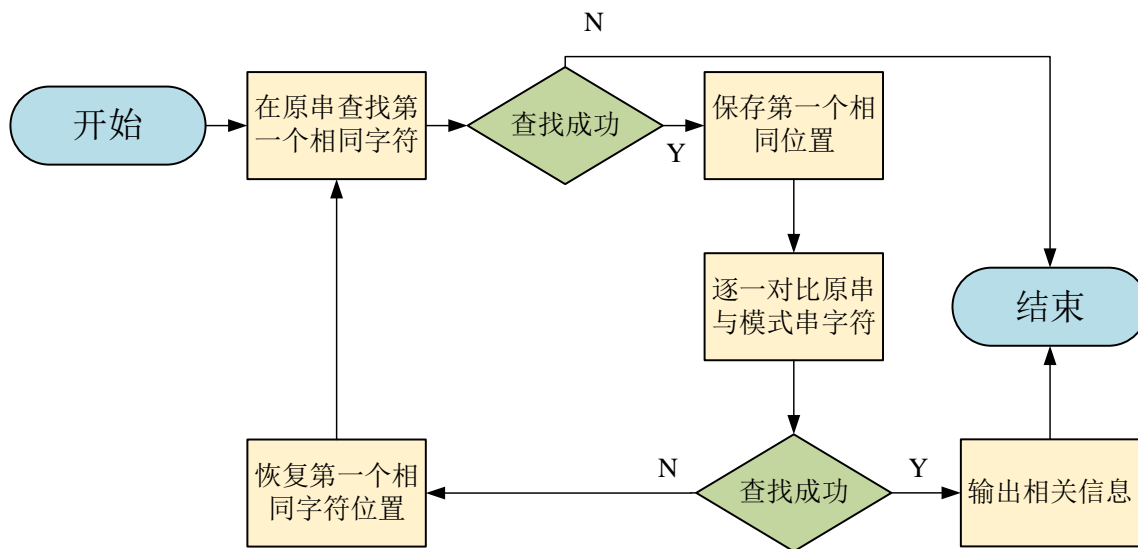 N
开始
在原串查找第
一个相同字符
查找成功
Y
保存第一个相
同位置
逐一对比原串
与模式串字符
结束
恢复第一个相
同字符位置
N
查找成功
Y
输出相关信息